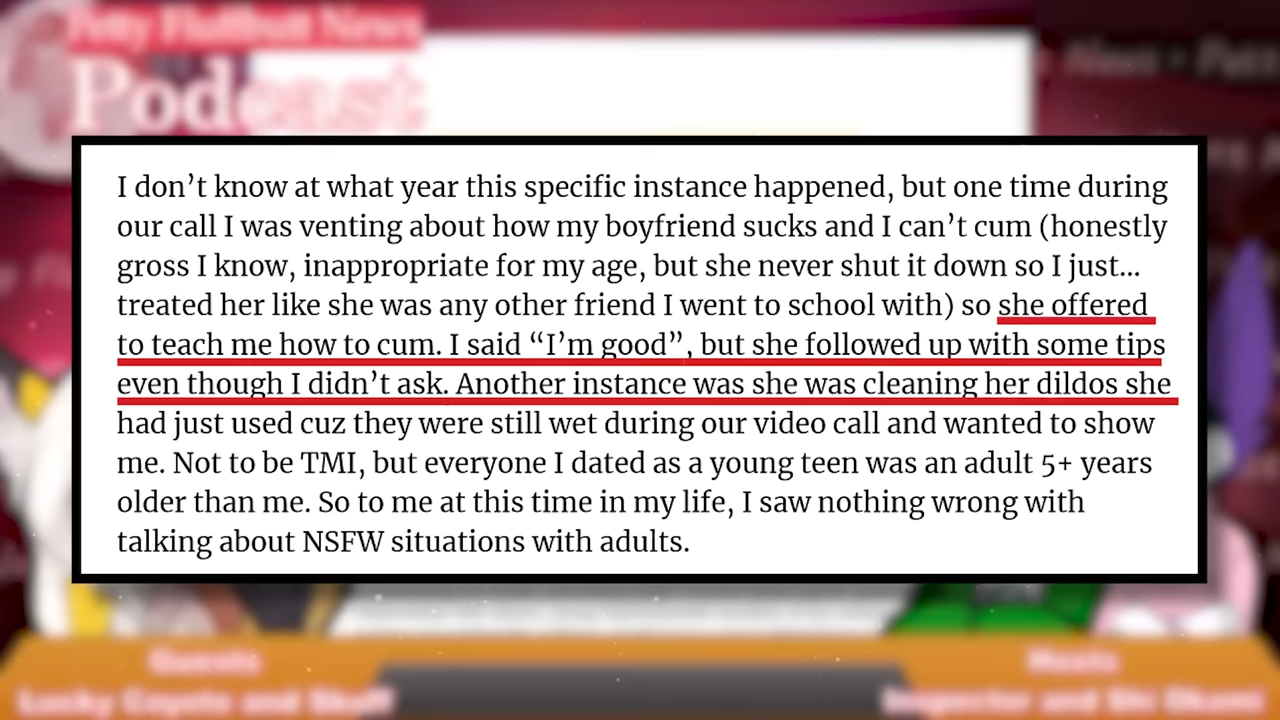 News
Podcast
I don’t know at what year this specific instance happened, but one time during
our call I was venting about how my boyfriend sucks and I can’t cum (honestly
gross I know, inappropriate for my age, but she never shut it down so I just...
treated her like she was any other friend I went to school with) so she offered
to teach me how to cum. I said “I’m good”, but she followed up with some tips
even though I didn’t ask. Another instance was she was cleaning her dildos she
had just used cuz they were still wet during our video call and wanted to show
me. Not to be TMI, but everyone I dated as a young teen was an adult 5+ years
older than me. So to me at this time in my life, I saw nothing wrong with
talking about NSFW situations with adults.
Guests
Hosts